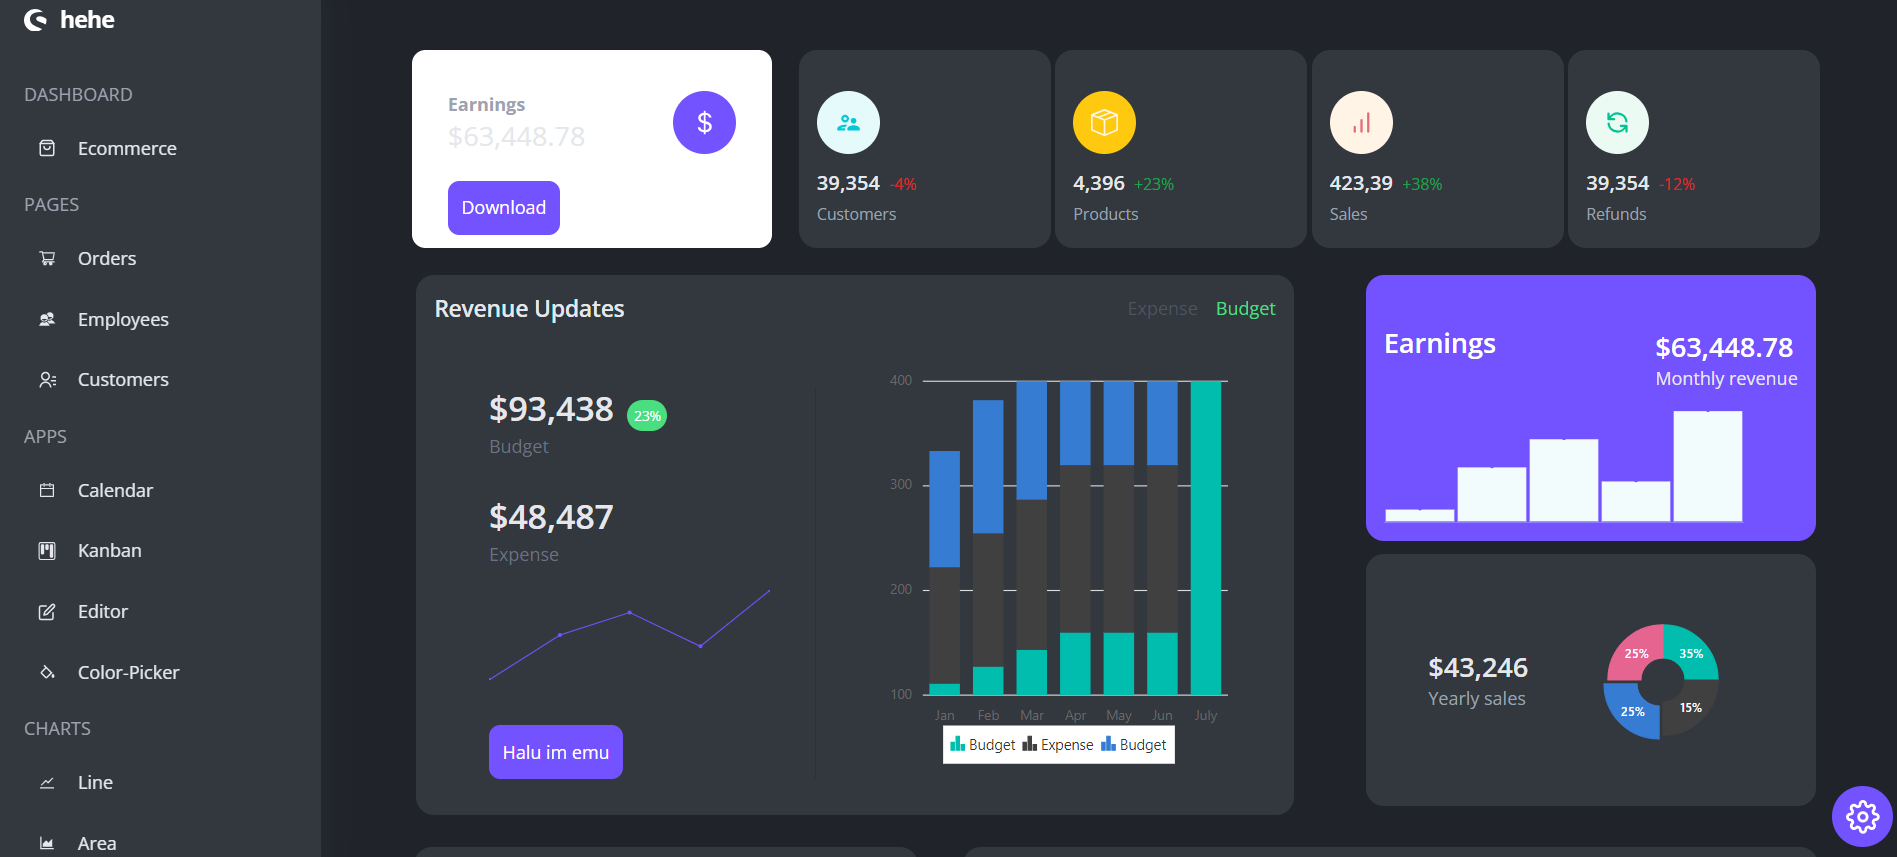 hehe
DASHBOARD
Ecommerce
PAGES
Orders
Employees
Customers
APPS
Calendar
Kanban
Editor
Color-Picker
CHARTS
Line
Area
Earnings
$63,448.78
$
Download
39,354 -4%
Customers
4,396 +23%
Products
423,39 +38%
Sales
39,354 -12%
Refunds
Revenue Updates
Expense Budget
$93,438 23%
Budget
$48,487
Expense
Halu im emu
400
300
200
100
Jan Feb Mar Apr May Jun July
Budget Expense Budget
Earnings
$63,448.78
Monthly revenue
$43,246
Yearly sales
25% 35%
25% 15%